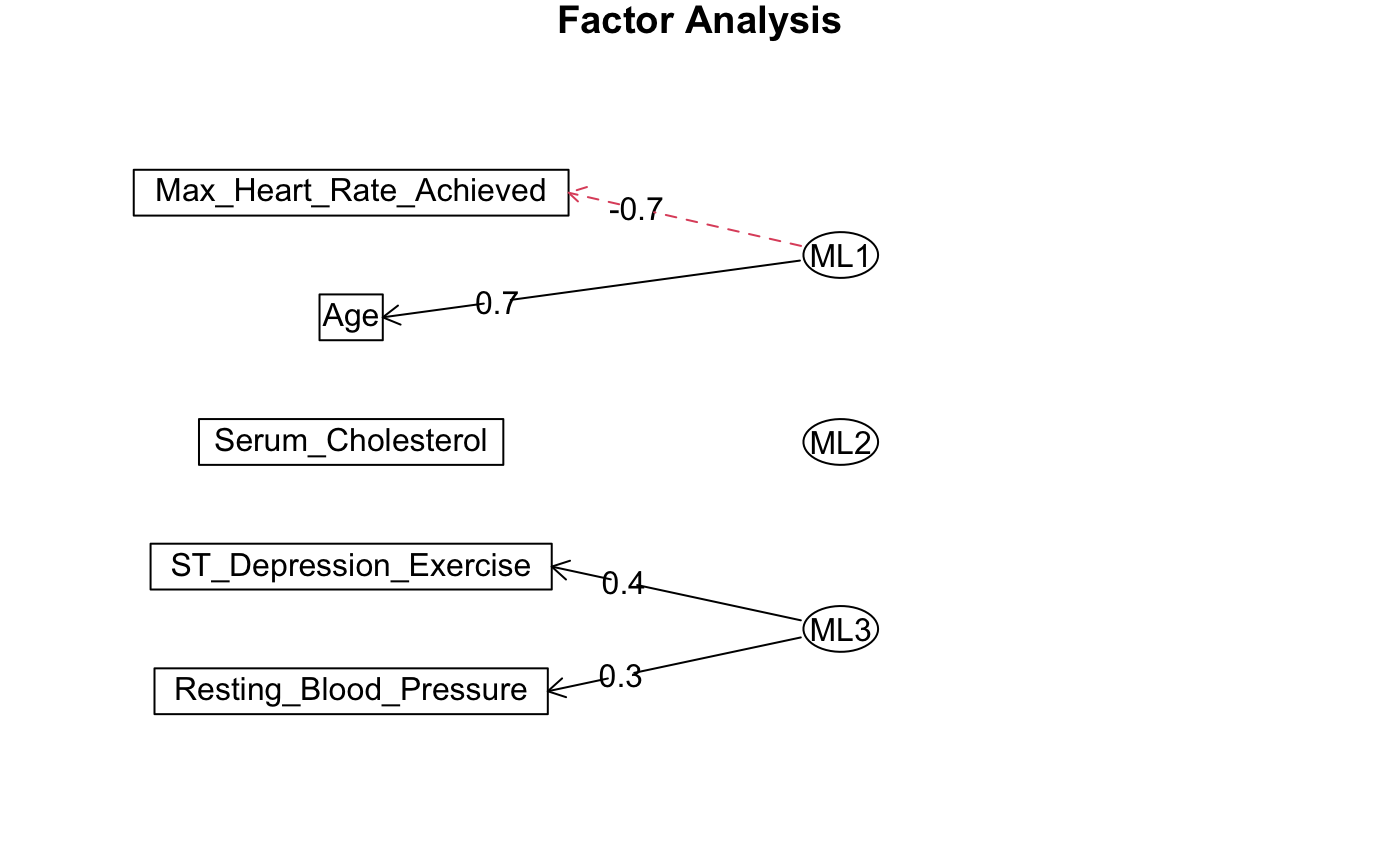 Factor Analysis
Max_Heart_Rate_Achieved
-0.7
ML1
0.7
Age
Serum_Cholesterol
ML2
ST_Depression_Exercise
0.4
ML3
0.3
Resting_Blood_Pressure